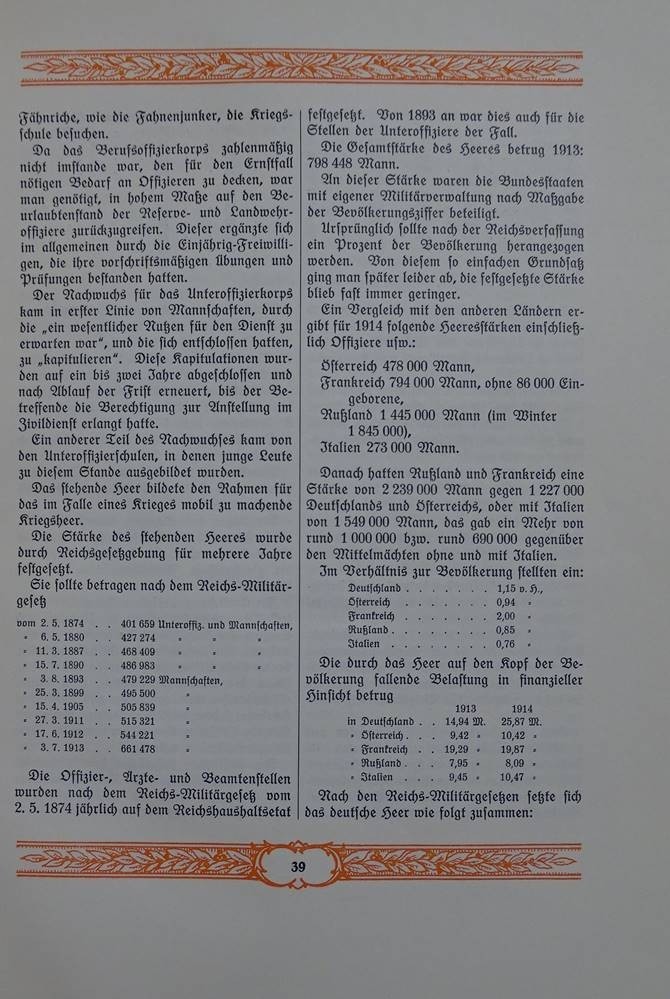 Fähnriche, wie die Fahnenjunker, die Kriegs-
schule besuchen.
Da das Berufsoffizierkorps zahlenmäßig
nicht imstande war, den für den Ernstfall
nötigen Bedarf an Offizieren zu decken, war
man genötigt, in hohem Maße auf den Be-
urlaubtenstand der Reserve- und Landwehr-
offiziere zurückzugreifen. Dieser ergänzte sich
im allgemeinen durch die Einjährig-Freiwilli-
gen, die ihre vorschriftsmäßigen Übungen und
Prüfungen bestanden hatten.
Der Nachwuchs für das Unteroffizierkorps
kam in erster Linie von Mannschaften, durch
die „ein wesentlicher Nutzen für den Dienst zu
erwarten war“, und die sich entschlossen hatten,
zu „kapitulieren“. Diese Kapitulationen wur-
den auf ein bis zwei Jahre abgeschlossen und
nach Ablauf der Frist erneuert, bis der Be-
treffende die Berechtigung zur Anstellung im
Zivildienst erlangt hatte.
Ein anderer Teil des Nachwuchses kam von
den Unteroffizierschulen, in denen junge Leute
zu diesem Stande ausgebildet wurden.
Das stehende Heer bildete den Rahmen für
das im Falle eines Krieges mobil zu machende
Kriegsheer.
Die Stärke des stehenden Heeres wurde
durch Reichsgesetzgebung für mehrere Jahre
festgesetzt.
Sie sollte betragen nach dem Reichs-Militär-
gesetz
vom 2. 5. 1874 . . 401 659 Unteroffiz. und Mannschaften,
„ 6. 5. 1880 . . 427 274 „ „ „
„ 11. 3. 1887 . . 468 409 „ „ „
„ 15. 7. 1890 . . 486 983 „ „ „
„ 3. 8. 1893 . . 479 229 Mannschaften,
„ 25. 3. 1899 . . 495 500 „
„ 15. 4. 1905 . . 505 839 „
„ 27. 3. 1911 . . 515 321 „
„ 17. 6. 1912 . . 544 221 „
„ 3. 7. 1913 . . 661 478 „
Die Offizier-, Ärzte- und Beamtenstellen
wurden nach dem Reichs-Militärgesetz vom
2. 5. 1874 jährlich auf dem Reichshaushaltsetat
festgesetzt. Von 1893 an war dies auch für die
Stellen der Unteroffiziere der Fall.
Die Gesamtstärke des Heeres betrug 1913:
798 448 Mann.
An dieser Stärke waren die Bundesstaaten
mit eigener Militärverwaltung nach Maßgabe
der Bevölkerungsziffer beteiligt.
Ursprünglich sollte nach der Reichsverfassung
ein Prozent der Bevölkerung herangezogen
werden. Von diesem so einfachen Grundsatz
ging man später leider ab, die festgesetzte Stärke
blieb fast immer geringer.
Ein Vergleich mit den anderen Ländern er-
gibt für 1914 folgende Heeresstärken einschließ-
lich Offiziere usw.:
Österreich 478 000 Mann,
Frankreich 794 000 Mann, ohne 86 000 Ein-
geborene,
Rußland 1 445 000 Mann (im Winter
1 845 000),
Italien 273 000 Mann.
Danach hatten Rußland und Frankreich eine
Stärke von 2 239 000 Mann gegen 1 227 000
Deutschlands und Österreichs, oder mit Italien
von 1 549 000 Mann, das gab ein Mehr von
rund 1 000 000 bzw. rund 690 000 gegenüber
den Mittelmächten ohne und mit Italien.
Im Verhältnis zur Bevölkerung stellten ein:
Deutschland . . . . . . . 1,15 v. H.,
Österreich . . . . . . . 0,94 „
Frankreich . . . . . . . 2,00 „
Rußland . . . . . . . . 0,85 „
Italien . . . . . . . . 0,76 „
Die durch das Heer auf den Kopf der Be-
völkerung fallende Belastung in finanzieller
Hinsicht betrug
1913 1914
in Deutschland . . 14,94 M. 25,87 M.
„ Österreich . . . 9,42 „ 10,42 „
„ Frankreich . . 19,29 „ 19,87 „
„ Rußland . . . 7,95 „ 8,09 „
„ Italien . . . 9,45 „ 10,47 „
Nach den Reichs-Militärgesetzen setzte sich
das deutsche Heer wie folgt zusammen:
39